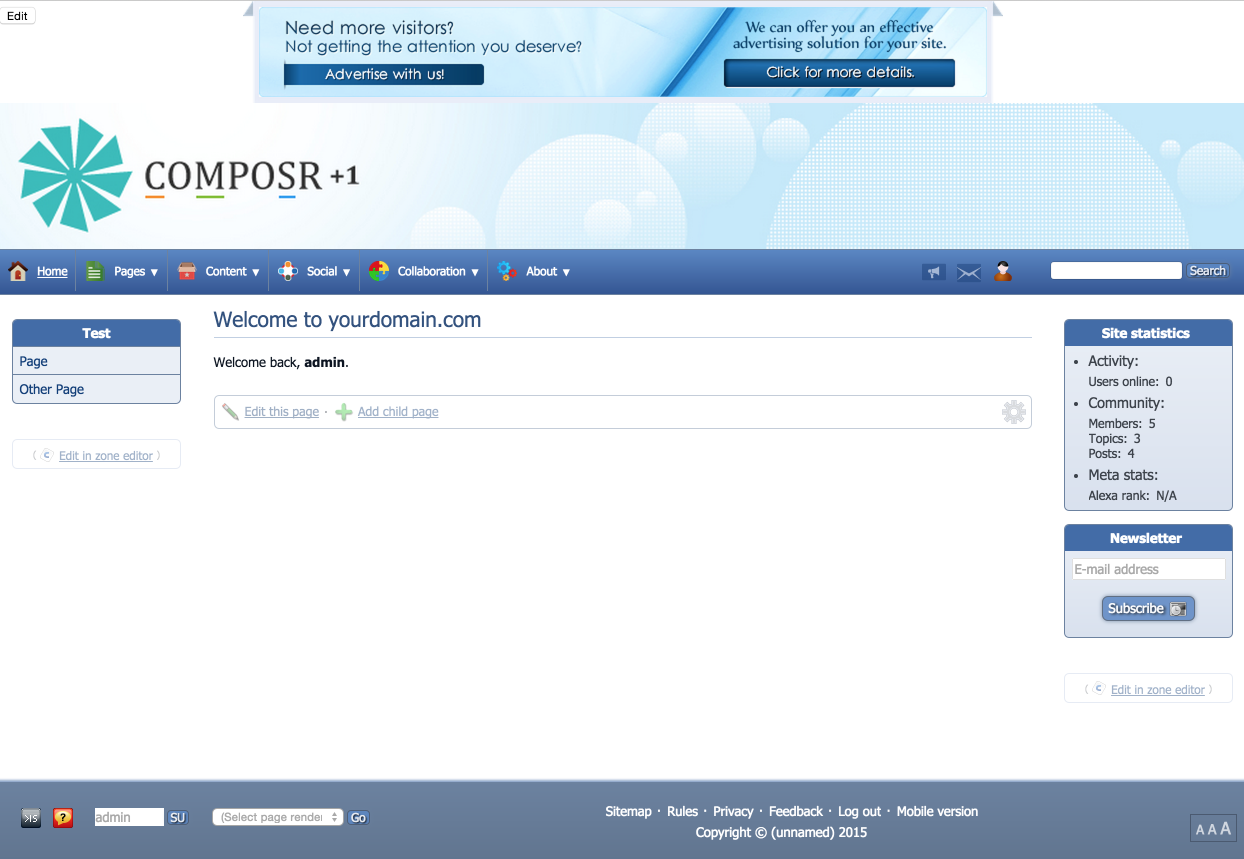 Edit
Need more visitors?
Not getting the attention you deserve?
Advertise with us!
We can offer you an effective
advertising solution for your site.
Click for more details.
COMPOSR +1
Home Pages ▼ Content ▼ Social ▼ Collaboration ▼ About ▼ Search
Test
Page
Other Page
( Edit in zone editor )
Welcome to yourdomain.com
Welcome back, admin.
Edit this page · Add child page
Site statistics
• Activity:
Users online: 0
• Community:
Members: 5
Topics: 3
Posts: 4
• Meta stats:
Alexa rank: N/A
Newsletter
E-mail address
Subscribe
( Edit in zone editor )
admin SU (Select page render Go
Sitemap · Rules · Privacy · Feedback · Log out · Mobile version
Copyright © (unnamed) 2015
A A A